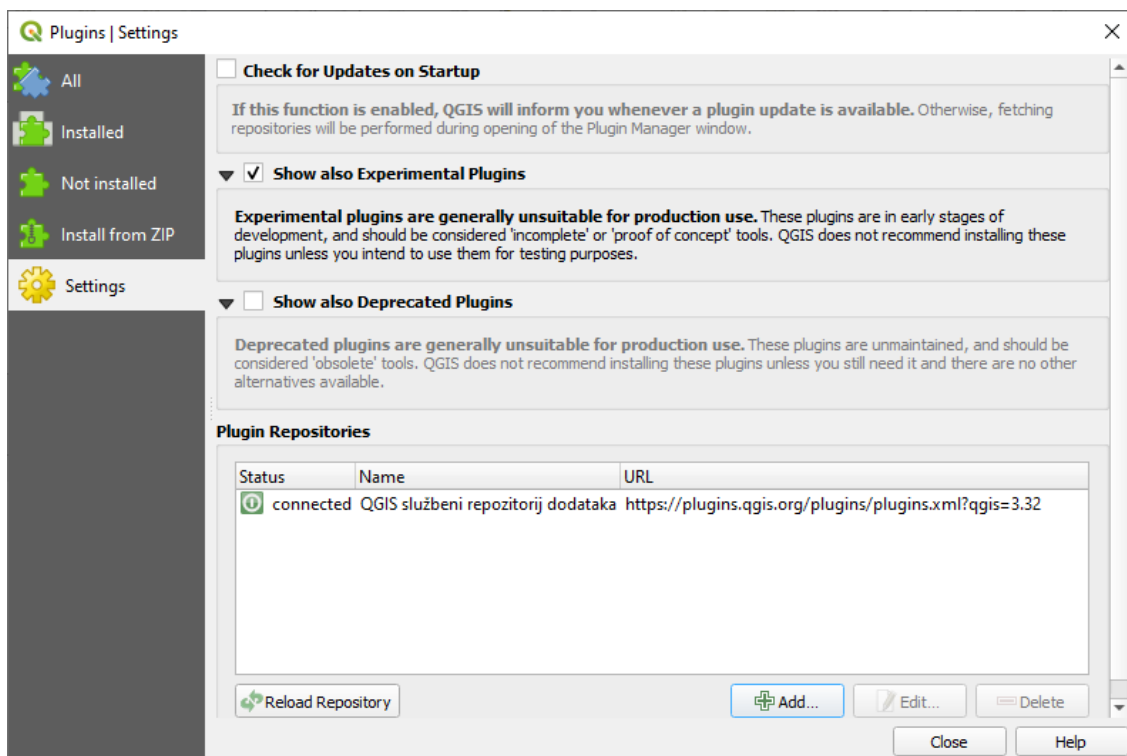 Plugins | Settings
All
Installed
Not installed
Install from ZIP
Settings
Check for Updates on Startup
If this function is enabled, QGIS will inform you whenever a plugin update is available. Otherwise, fetching
repositories will be performed during opening of the Plugin Manager window.
Show also Experimental Plugins
Experimental plugins are generally unsuitable for production use. These plugins are in early stages of
development, and should be considered 'incomplete' or 'proof of concept' tools. QGIS does not recommend installing these
plugins unless you intend to use them for testing purposes.
Show also Deprecated Plugins
Deprecated plugins are generally unsuitable for production use. These plugins are unmaintained, and should be
considered 'obsolete' tools. QGIS does not recommend installing these plugins unless you still need it and there are no other
alternatives available.
Plugin Repositories
Status Name URL
connected QGIS službeni repozitorij dodataka https://plugins.qgis.org/plugins/plugins.xml?qgis=3.32
Reload Repository Add... Edit... Delete
Close Help